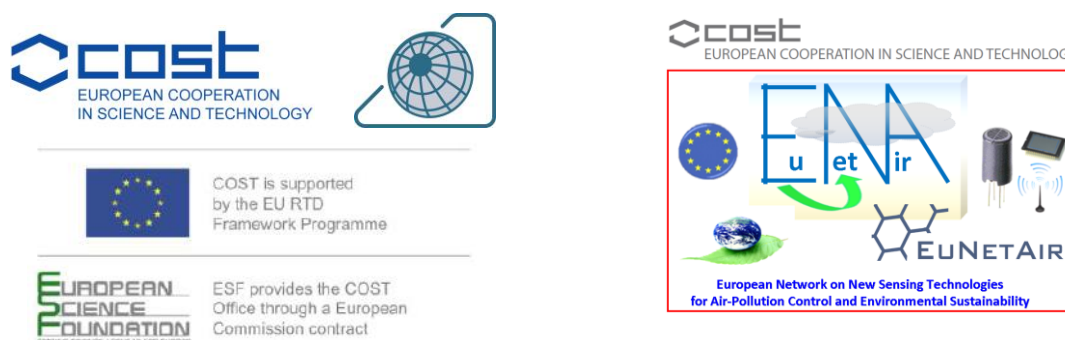 cost
EUROPEAN COOPERATION
IN SCIENCE AND TECHNOLOGY
COST is supported
by the EU RTD
Framework Programme
EUROPEAN
SCIENCE
FOUNDATION
ESF provides the COST
Office through a European
Commission contract
cost
EUROPEAN COOPERATION IN SCIENCE AND TECHNOLOG
ENA
u et ir
EUNETAIR
European Network on New Sensing Technologies
for Air-Pollution Control and Environmental Sustainability